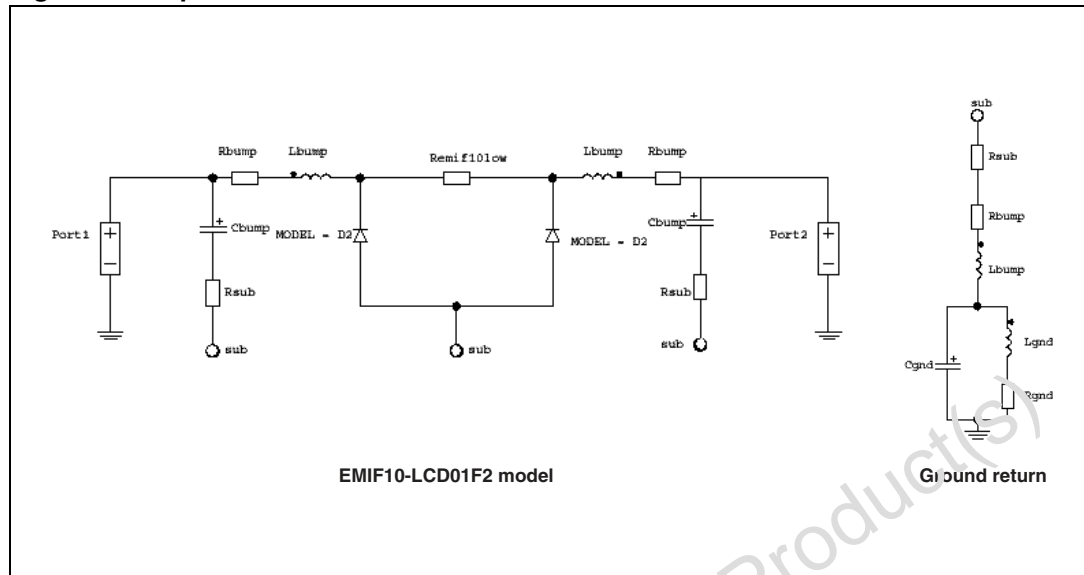 sub
Rbump Lbump Remif10low Lbump Rbump
Rsub
Port1
Cbump
MODEL = D2
MODEL = D2
Cbump
Port2
Rbump
Rsub
Rsub
Lbump
sub
sub
sub
Lgnd
Cgnd
Rgnd
EMIF10-LCD01F2 model
Ground return
Product(s)